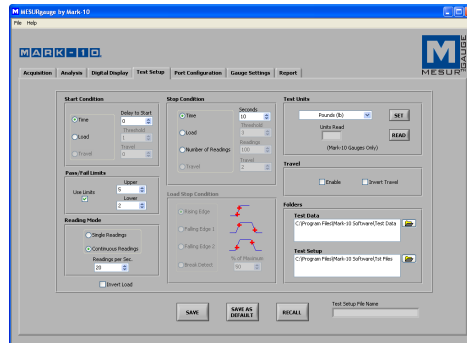 MESURgauge by Mark-10
File Help
MARK-10
MESUR GAUGE
Acquisition Analysis Digital Display Test Setup Port Configuration Gauge Settings Report
Start Condition
Time
Delay to Start
0
Load
Threshold
1
Travel
Travel
0
Pass/Fail Limits
Use Limits
Upper
5
Lower
2
Reading Mode
Single Readings
Continuous Readings
Readings per Sec.
20
Invert Load
Stop Condition
Time
Seconds
10
Load
Threshold
3
Number of Readings
Readings
100
Travel
Travel
2
Load Stop Condition
Rising Edge
Falling Edge 1
Falling Edge 2
Break Detect
% of Maximum
50
Test Units
Pounds (lb)
SET
Units Read
READ
(Mark-10 Gauges Only)
Travel
Enable
Invert Travel
Folders
Test Data
C:\Program Files\Mark-10 Software\Test Data
Test Setup
C:\Program Files\Mark-10 Software\Tst Files
SAVE
SAVE AS DEFAULT
RECALL
Test Setup File Name